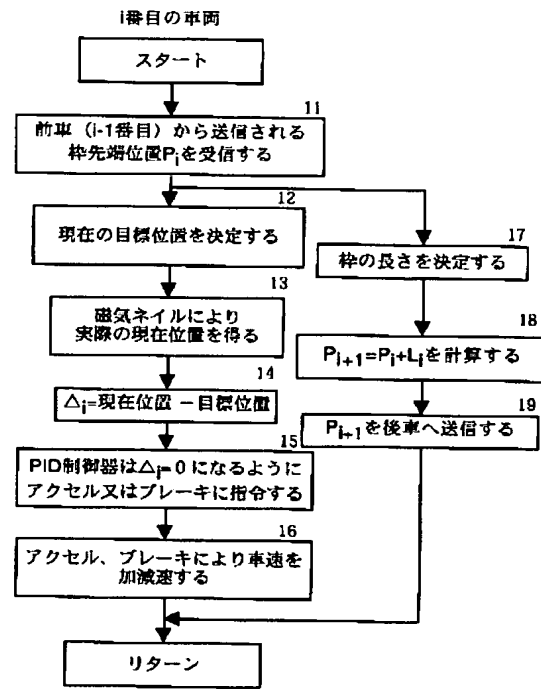 i番目の車両
スタート
11
前車（i-1番目）から送信される
枠先端位置Piを受信する
12
現在の目標位置を決定する
13
磁気ネイルにより
実際の現在位置を得る
14
△i=現在位置 － 目標位置
15
PID制御器は△i=0 になるように
アクセル又はブレーキに指令する
16
アクセル、ブレーキにより車速を
加減速する
17
枠の長さを決定する
18
Pi+1=Pi+Liを計算する
19
Pi+1を後車へ送信する
リターン